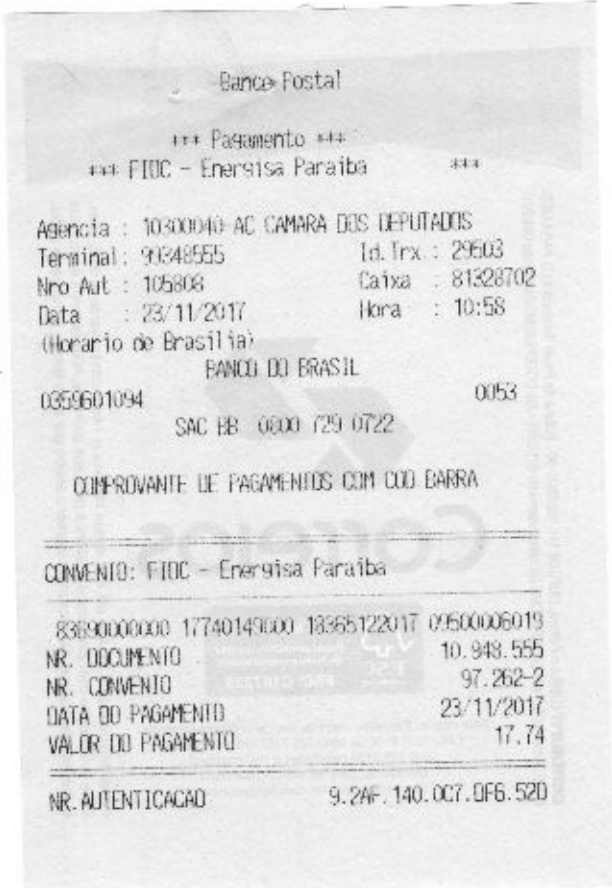 Banco Postal
*** Pagamento ***
*** FIDC - Energisa Paraiba ***
Agencia : 10300040-AC CAMARA DOS DEPUTADOS
Terminal: 99348555 Id.Trx.: 29503
Nro Aut : 105808 Caixa : 81328702
Data : 23/11/2017 Hora : 10:58
(Horario de Brasilia)
BANCO DO BRASIL
0359601094 0053
SAC BB 0800 729 0722
COMPROVANTE DE PAGAMENTOS COM COD.BARRA
CONVENIO: FIDC - Energisa Paraiba
83690000000 17740149000 18365122017 09500006019
NR. DOCUMENTO 10.948.555
NR. CONVENIO 97.262-2
DATA DO PAGAMENTO 23/11/2017
VALOR DO PAGAMENTO 17.74
NR.AUTENTICACAO 9.2AF.140.0C7.DF6.52D